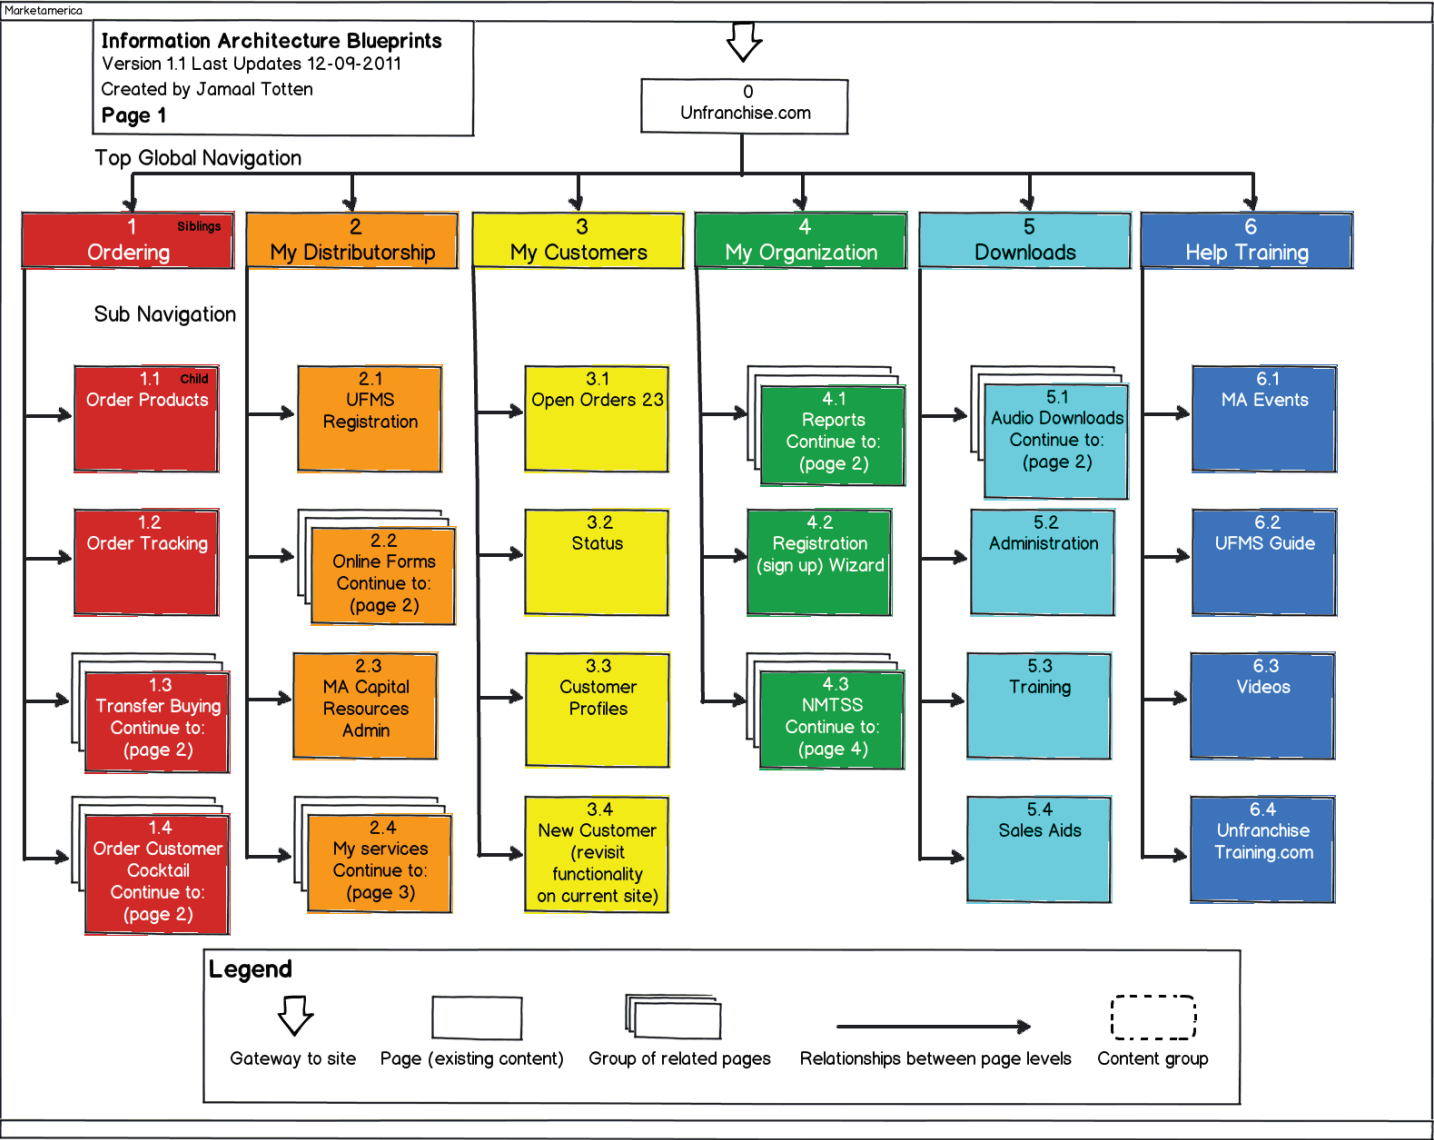 Marketamerica
Information Architecture Blueprints
Version 1.1 Last Updates 12-09-2011
Created by Jamaal Totten
Page 1
0
Unfranchise.com
Top Global Navigation
1
Siblings
Ordering
2
My Distributorship
3
My Customers
4
My Organization
5
Downloads
6
Help Training
Sub Navigation
1.1
Child
Order Products
1.2
Order Tracking
1.3
Transfer Buying
Continue to:
(page 2)
1.4
Order Customer
Cocktail
Continue to:
(page 2)
2.1
UFMS
Registration
2.2
Online Forms
Continue to:
(page 2)
2.3
MA Capital
Resources
Admin
2.4
My services
Continue to:
(page 3)
3.1
Open Orders 23
3.2
Status
3.3
Customer
Profiles
3.4
New Customer
(revisit
functionality
on current site)
4.1
Reports
Continue to:
(page 2)
4.2
Registration
(sign up) Wizard
4.3
NMTSS
Continue to:
(page 4)
5.1
Audio Downloads
Continue to:
(page 2)
5.2
Administration
5.3
Training
5.4
Sales Aids
6.1
MA Events
6.2
UFMS Guide
6.3
Videos
6.4
Unfranchise
Training.com
Legend
Gateway to site
Page (existing content)
Group of related pages
Relationships between page levels
Content group